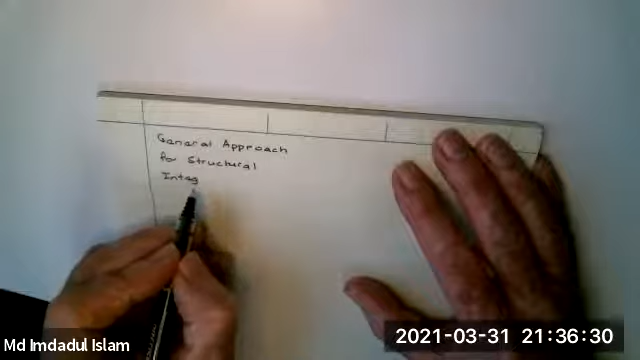 General Approach
for Structural
Integ
Md Imdadul Islam
2021-03-31 21:36:30